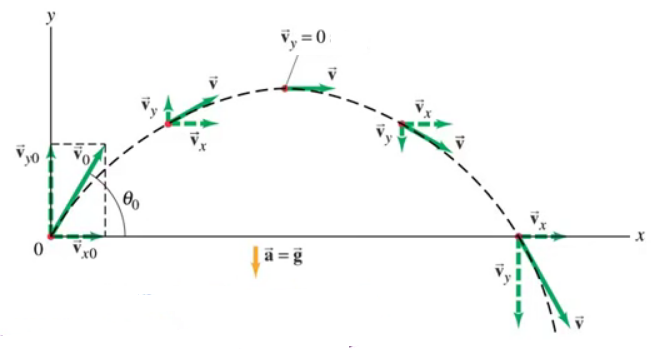 y
v⃗y = 0
v⃗
v⃗
v⃗y
v⃗x
v⃗x
v⃗y
v⃗
v⃗y0
v⃗0
θ0
0
v⃗x0
a⃗ = g⃗
v⃗x
x
v⃗y
v⃗